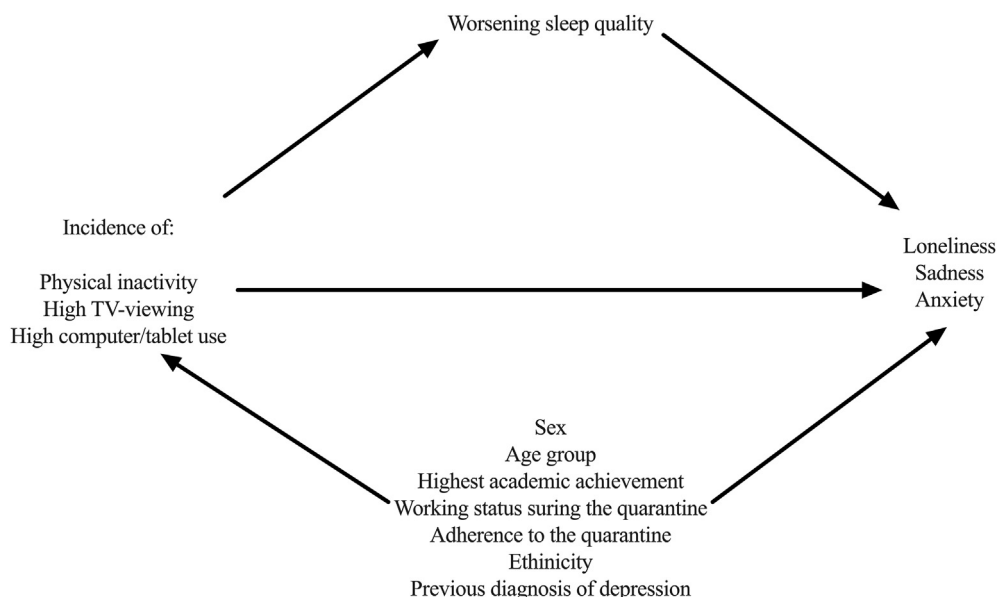 Worsening sleep quality
Incidence of:
Physical inactivity
High TV-viewing
High computer/tablet use
Loneliness
Sadness
Anxiety
Sex
Age group
Highest academic achievement
Working status suring the quarantine
Adherence to the quarantine
Ethinicity
Previous diagnosis of depression